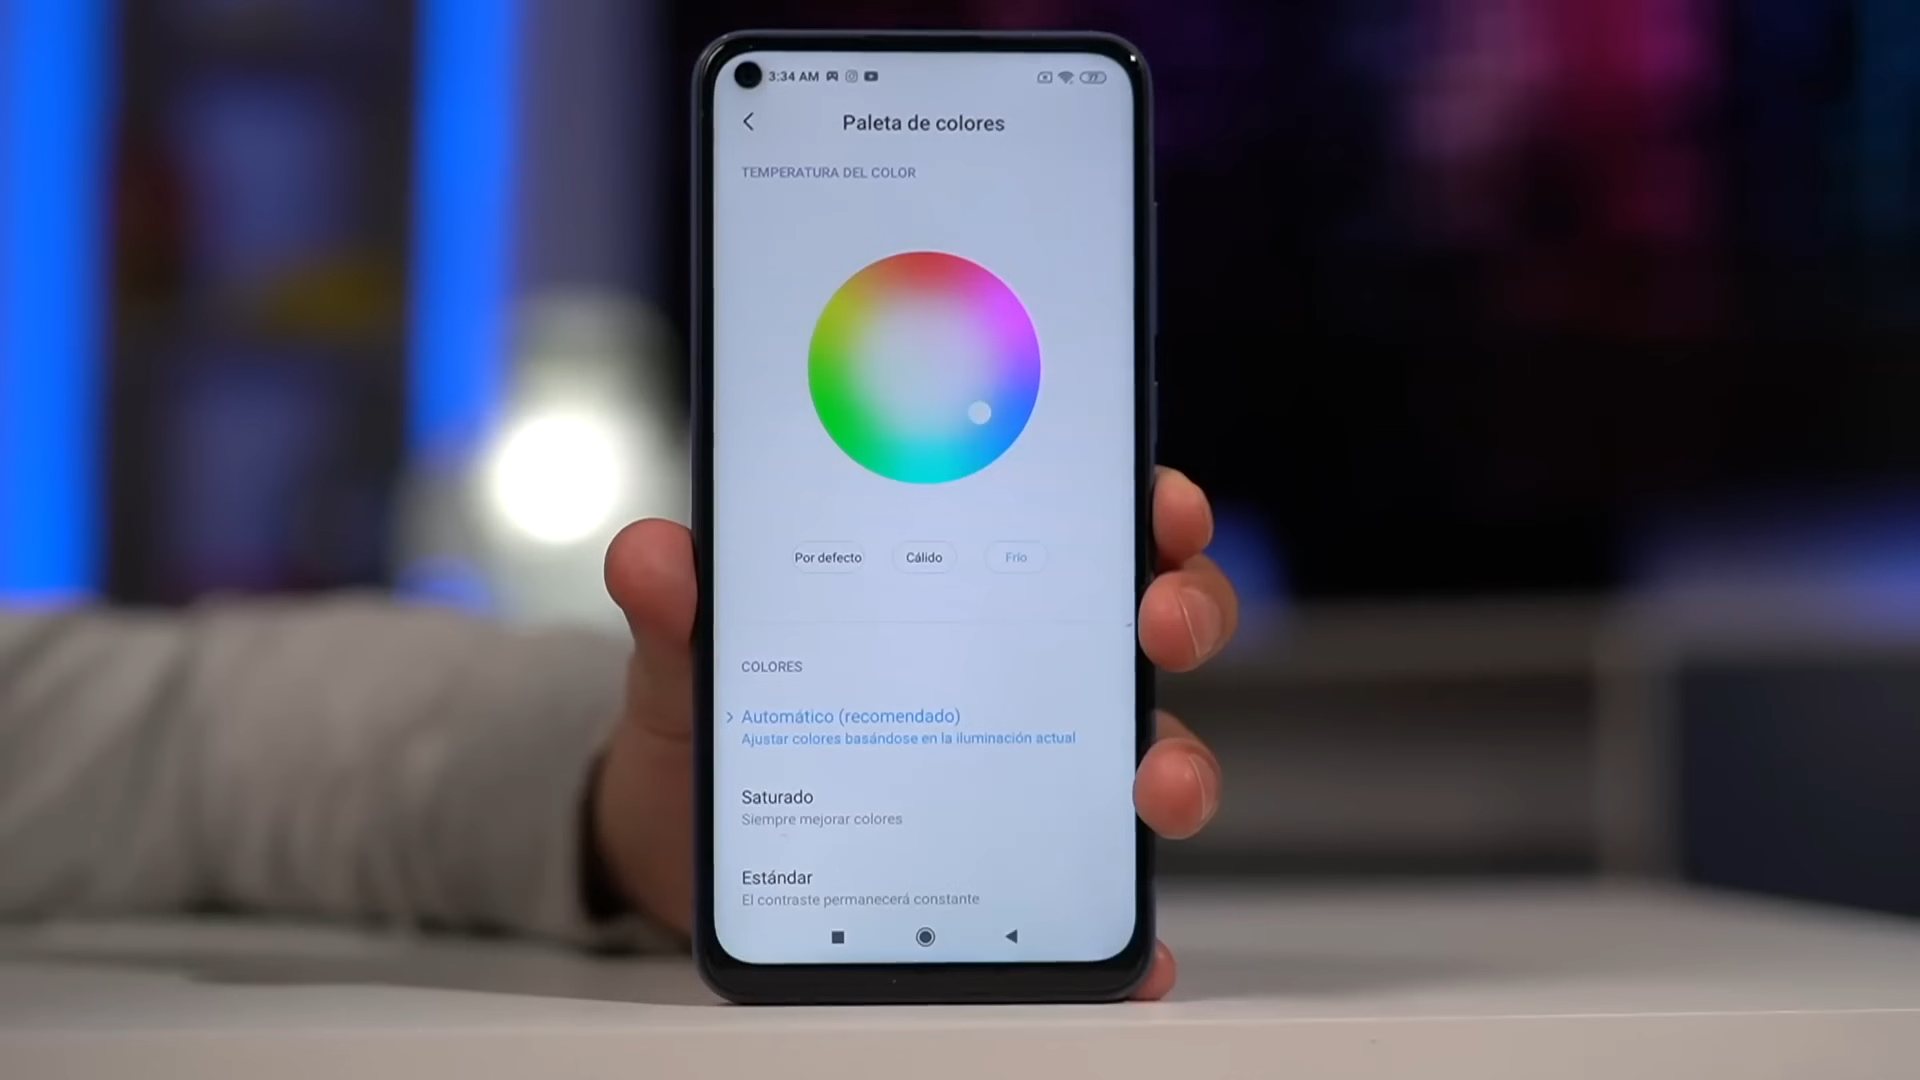 3:34 AM
77
Paleta de colores
TEMPERATURA DEL COLOR
Por defecto
Cálido
Frío
COLORES
Automático (recomendado)
Ajustar colores basándose en la iluminación actual
Saturado
Siempre mejorar colores
Estándar
El contraste permanecerá constante